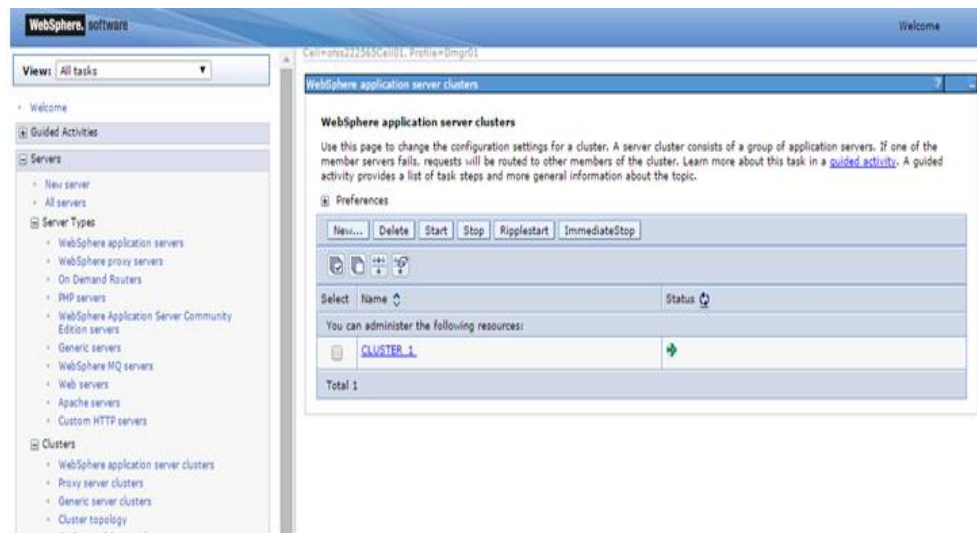 WebSphere. software
Welcome
View: All tasks
Welcome
Guided Activities
Servers
New server
All servers
Server Types
WebSphere application servers
WebSphere proxy servers
On Demand Routers
PHP servers
WebSphere Application Server Community
Edition servers
Generic servers
WebSphere MQ servers
Web servers
Apache servers
Custom HTTP servers
Clusters
WebSphere application server clusters
Proxy server clusters
Generic server clusters
Cluster topology
Profile=Dmgr01
WebSphere application server clusters ? -
WebSphere application server clusters
Use this page to change the configuration settings for a cluster. A server cluster consists of a group of application servers. If one of the
member servers fails, requests will be routed to other members of the cluster. Learn more about this task in a guided activity. A guided
activity provides a list of task steps and more general information about the topic.
Preferences
New... Delete Start Stop Ripplestart ImmediateStop
Select Name Status
You can administer the following resources:
CLUSTER_1
Total 1